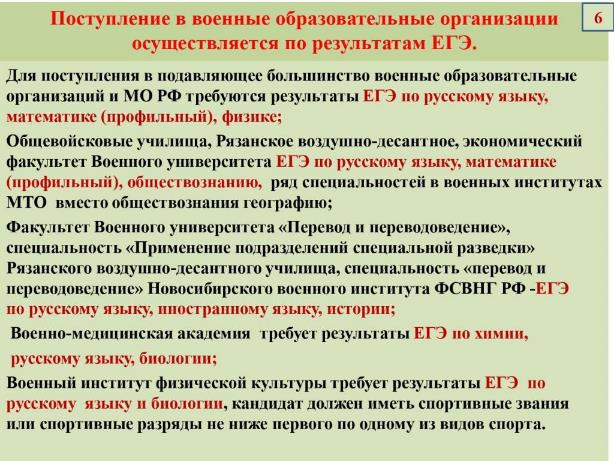 Поступление в военные образовательные организации
осуществляется по результатам ЕГЭ.
6
Для поступления в подавляющее большинство военные образовательные
организаций и МО РФ требуются результаты ЕГЭ по русскому языку,
математике (профильный), физике;
Общевойсковые училища, Рязанское воздушно-десантное, экономический
факультет Военного университета ЕГЭ по русскому языку, математике
(профильный), обществознанию, ряд специальностей в военных институтах
МТО вместо обществознания географию;
Факультет Военного университета «Перевод и переводоведение»,
специальность «Применение подразделений специальной разведки»
Рязанского воздушно-десантного училища, специальность «перевод и
переводоведение» Новосибирского военного института ФСВНГ РФ -ЕГЭ
по русскому языку, иностранному языку, истории;
Военно-медицинская академия требует результаты ЕГЭ по химии,
русскому языку, биологии;
Военный институт физической культуры требует результаты ЕГЭ по
русскому языку и биологии, кандидат должен иметь спортивные звания
или спортивные разряды не ниже первого по одному из видов спорта.